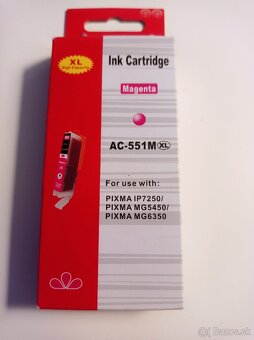 XL
High Capacity
Ink Cartridge
Magenta
AC-551M XL
For use with:
PIXMA IP7250/
PIXMA MG5450/
PIXMA MG6350
Bazos.sk